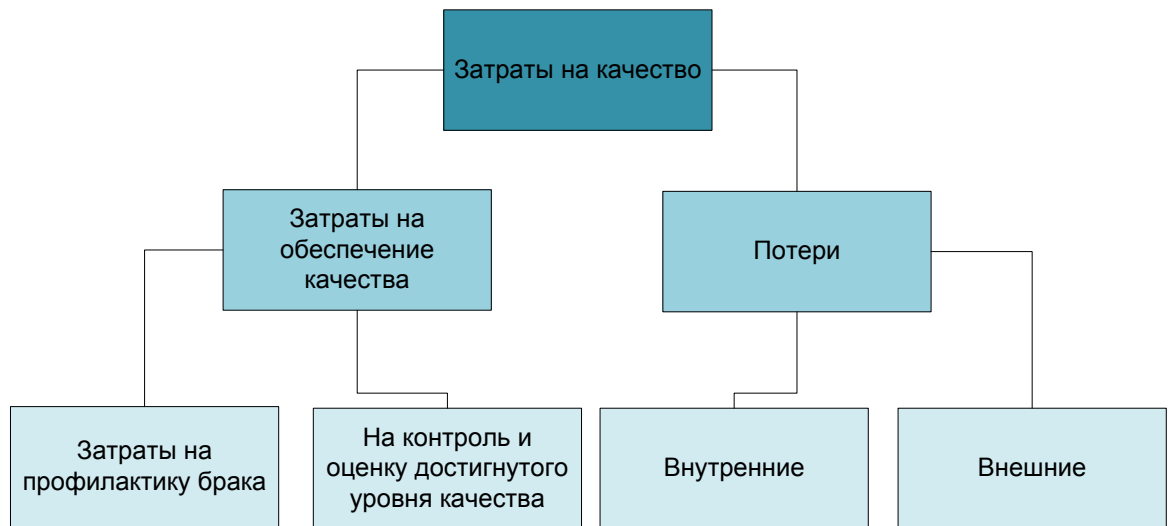 Затраты на качество
Затраты на
обеспечение
качества
Потери
Затраты на
профилактику брака
На контроль и
оценку достигнутого
уровня качества
Внутренние
Внешние